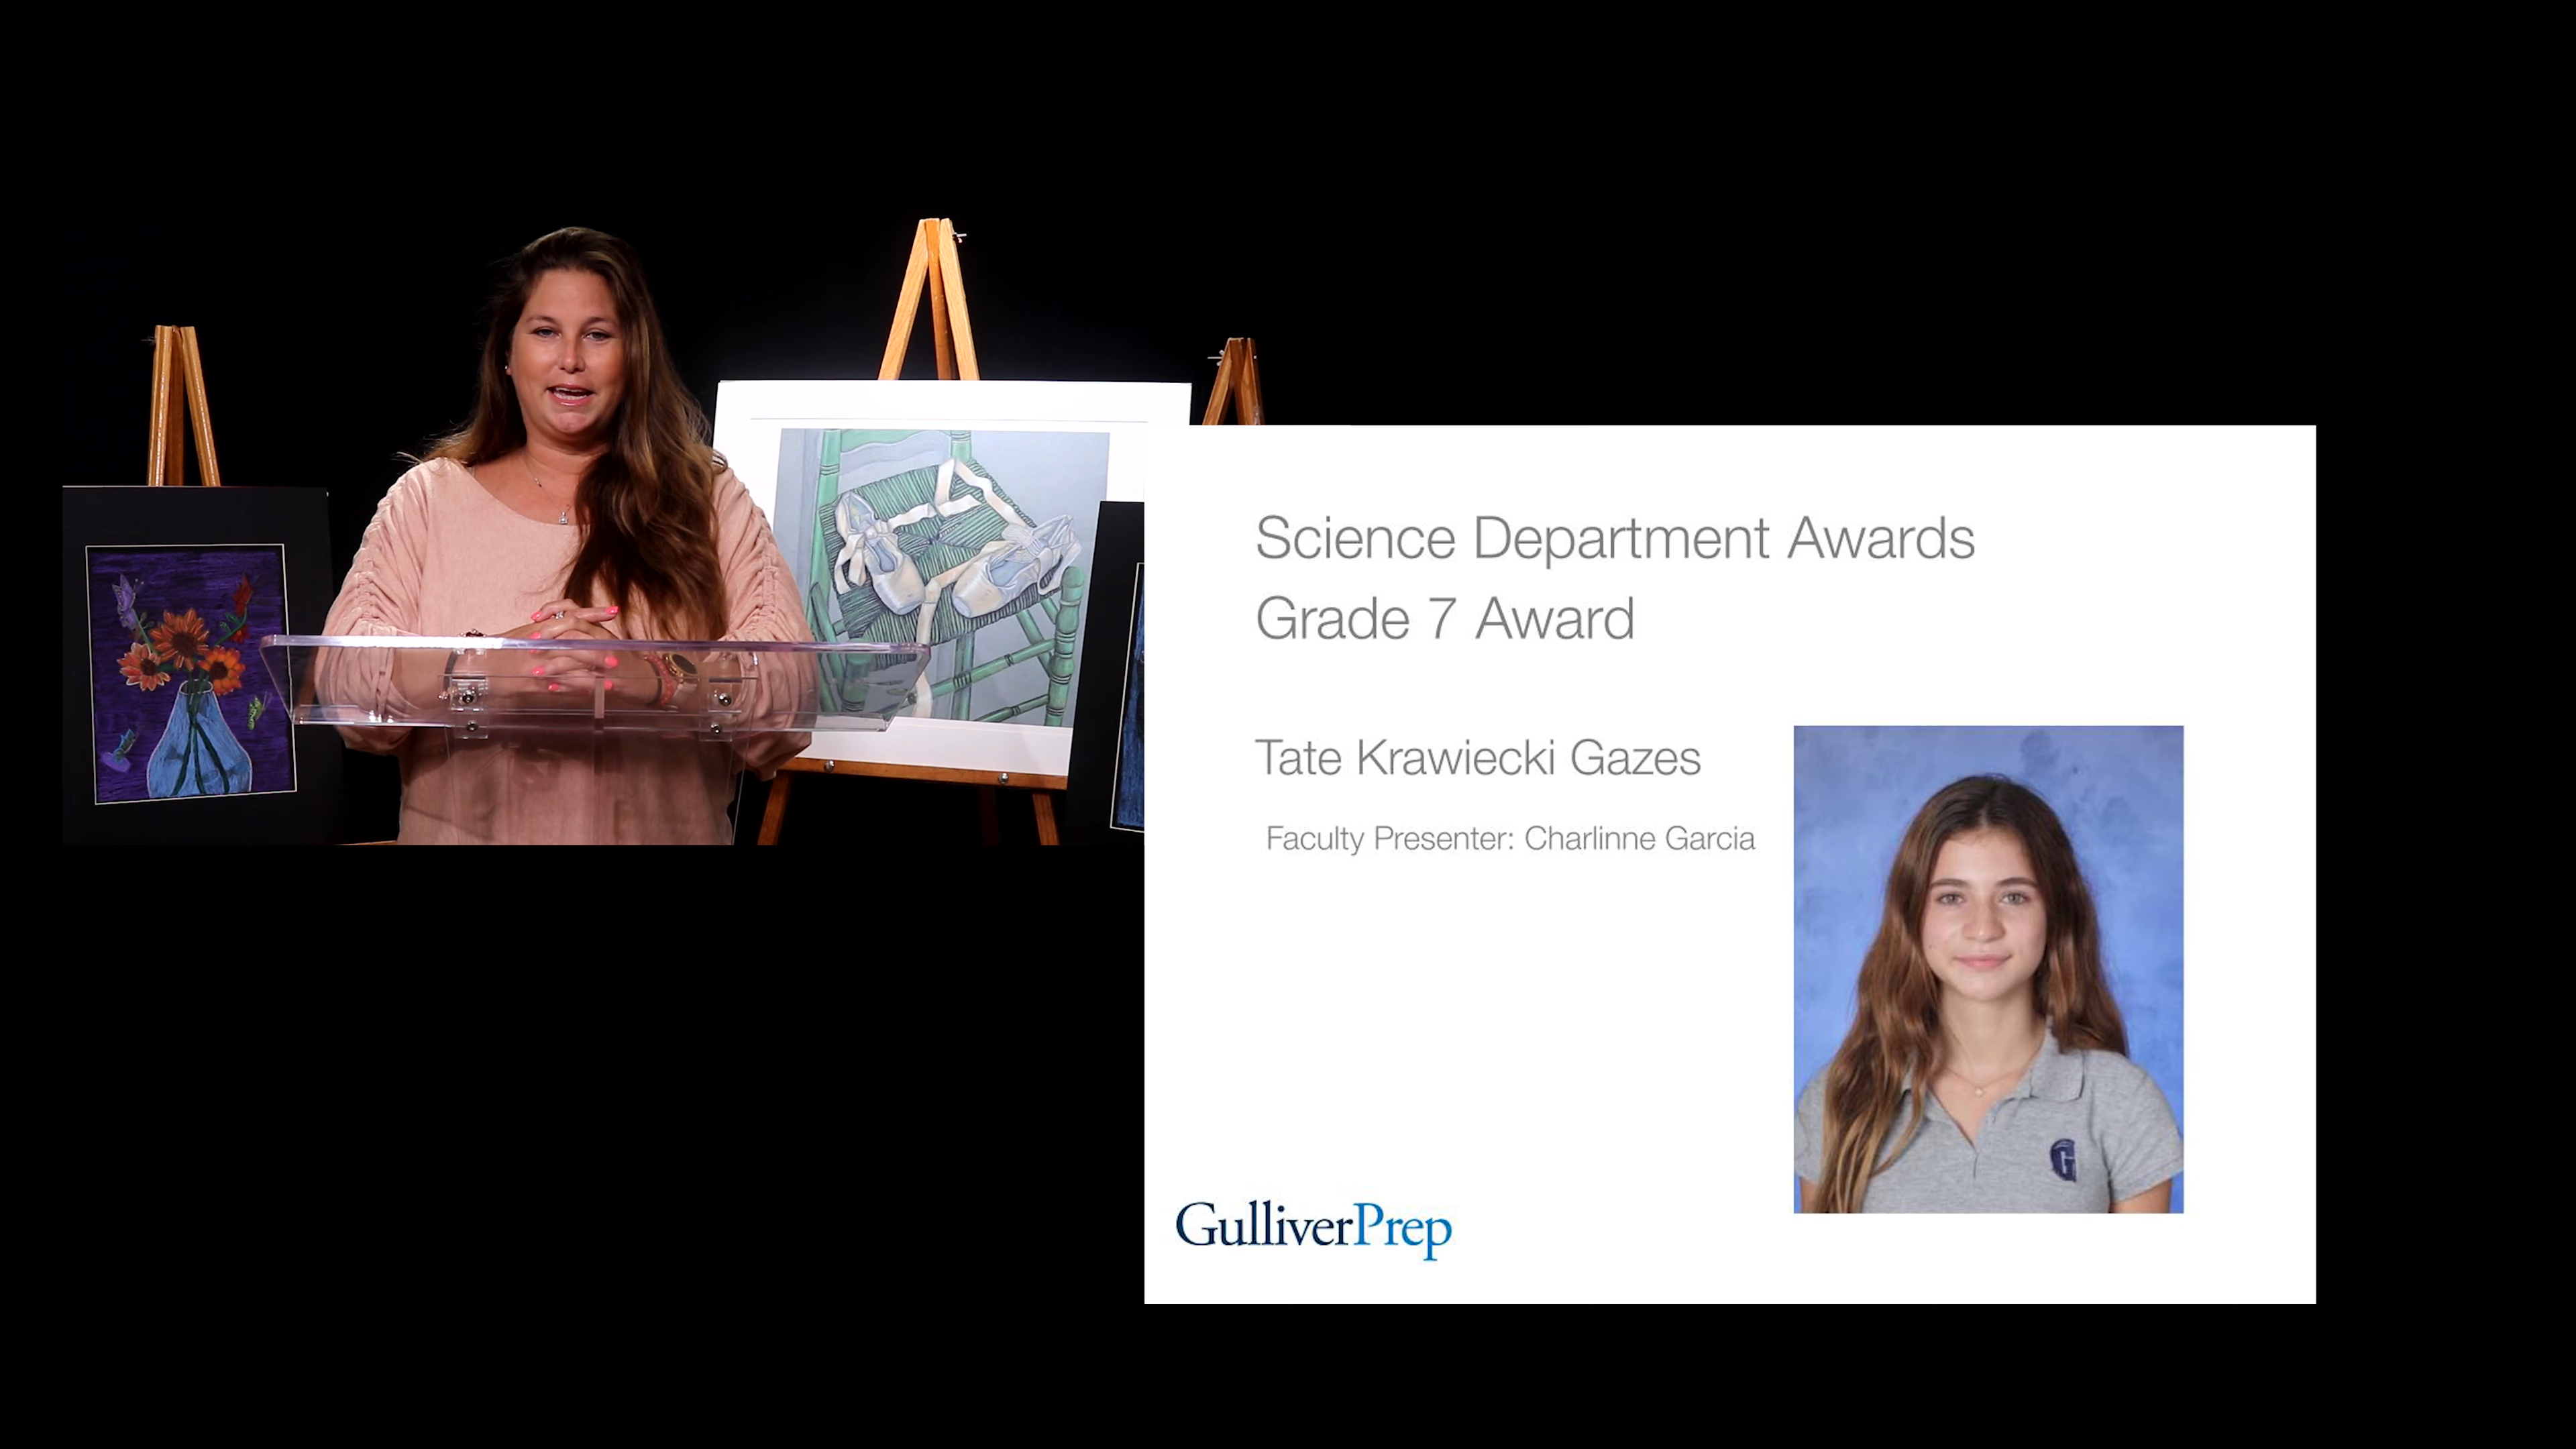 Science Department Awards
Grade 7 Award
Tate Krawiecki Gazes
Faculty Presenter: Charlinne Garcia
G
GulliverPrep